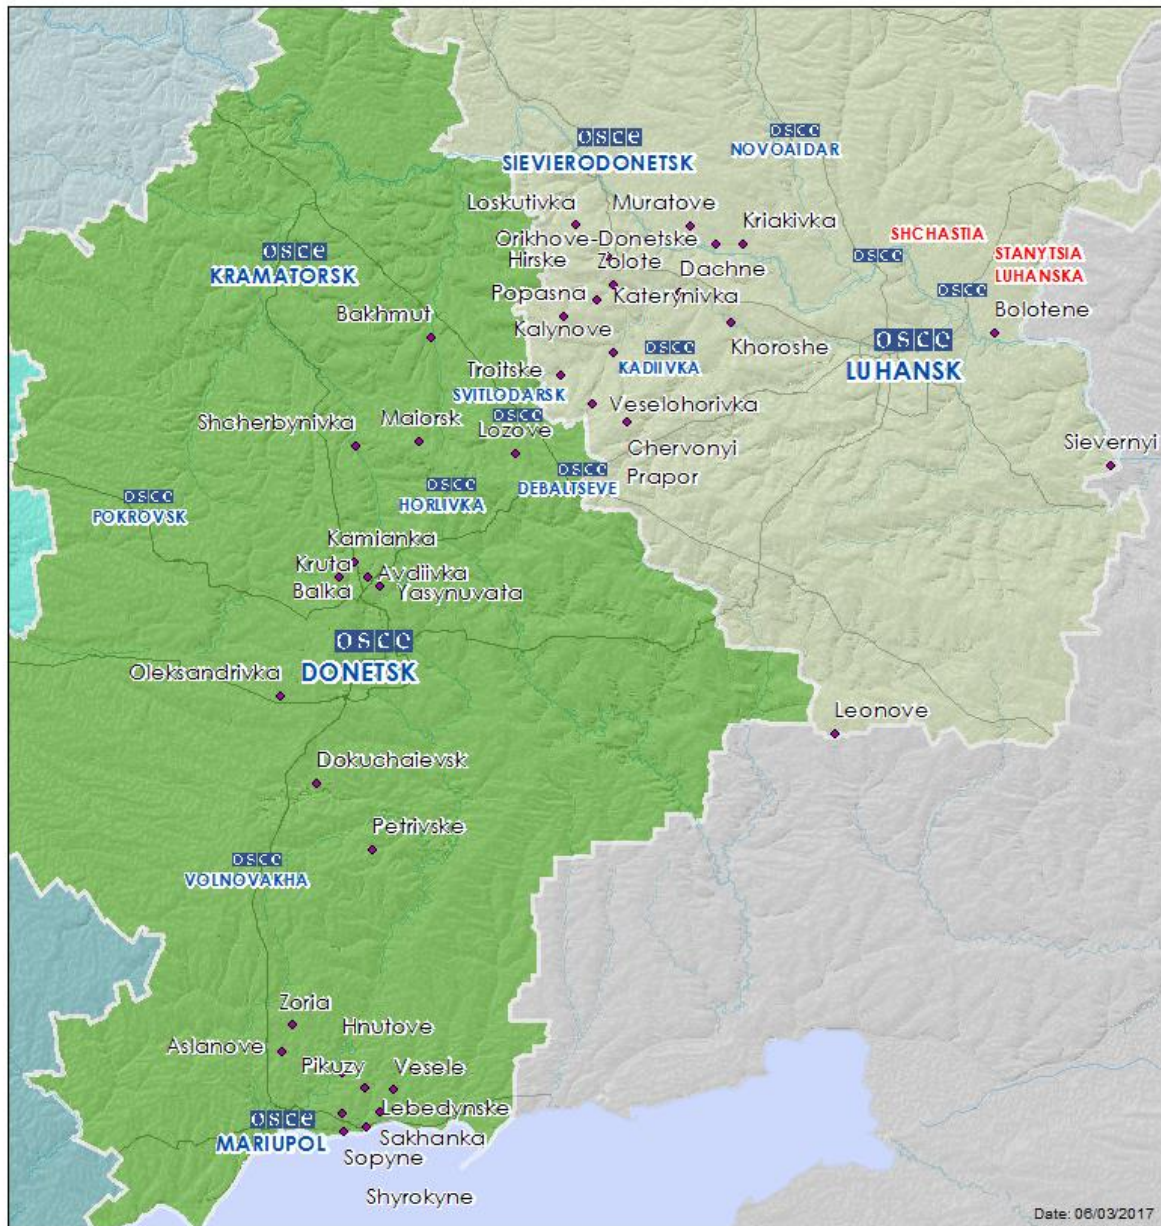 OSCE
SIEVIERODONETSK
OSCE
NOVOAIDAR
Loskutivka
Muratove
Kriakivka
Orikhove-Donetske
SHCHASTIA
OSCE
KRAMATORSK
Hirske
Zolote
Dachne
OSCE
STANYTSIA
LUHANSKA
OSCE
Popasna
Katerynivka
Bolotene
Bakhmut
Kalynove
OSCE
KADIIVKA
Khoroshe
OSCE
LUHANSK
Troitske
SVITLODARSK
OSCE
Veselohorivka
Shcherbynivka
Maiorsk
Lozove
Chervonyi
Prapor
Sievernyi
OSCE
POKROVSK
OSCE
HORLIVKA
OSCE
DEBALTSEVE
Kamianka
Kruta
Balka
Avdiivka
Yasynuvata
OSCE
DONETSK
Oleksandrivka
Leonove
Dokuchaievsk
Petrivske
OSCE
VOLNOVAKHA
Zoria
Hnutove
Aslanove
Pikuzy
Vesele
OSCE
MARIUPOL
Lebedynske
Sakhanka
Sopyne
Shyrokyne
Date: 06/03/2017